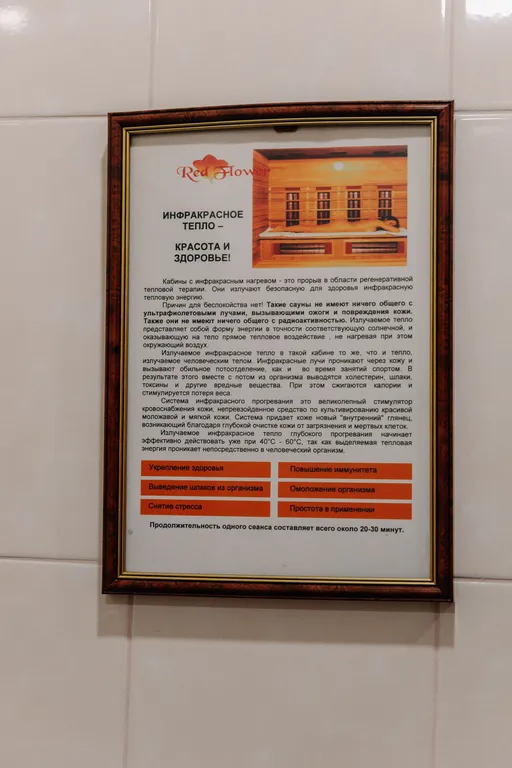 Red Flower
ИНФРАКРАСНОЕ
ТЕПЛО –
КРАСОТА И
ЗДОРОВЬЕ!
Кабины с инфракрасным нагревом - это прорыв в области регенеративной
тепловой терапии. Они излучают безопасную для здоровья инфракрасную
тепловую энергию.
Причин для беспокойства нет! Такие сауны не имеют ничего общего с
ультрафиолетовыми лучами, вызывающими ожоги и повреждения кожи.
Также они не имеют ничего общего с радиоактивностью. Излучаемое тепло
представляет собой форму энергии в точности соответствующую солнечной, и
оказывающую на тело прямое тепловое воздействие , не нагревая при этом
окружающий воздух.
Излучаемое инфракрасное тепло в такой кабине то же, что и тепло,
излучаемое человеческим телом. Инфракрасные лучи проникают через кожу и
вызывают обильное потоотделение, как и во время занятий спортом. В
результате этого вместе с потом из организма выводятся холестерин, шлаки,
токсины и другие вредные вещества. При этом сжигаются калории и
стимулируется потеря веса.
Система инфракрасного прогревания это великолепный стимулятор
кровоснабжения кожи, непревзойденное средство по культивированию красивой
моложавой и мягкой кожи. Система придает коже новый "внутренний" глянец,
возникающий благодаря глубокой очистке кожи от загрязнения и мертвых клеток.
Излучаемое инфракрасное тепло глубокого прогревания начинает
эффективно действовать уже при 40°C - 60°C, так как выделяемая тепловая
энергия проникает непосредственно в человеческий организм.
Укрепление здоровья
Повышение иммунитета
Выведение шлаков из организма
Омоложение организма
Снятие стресса
Простота в применении
Продолжительность одного сеанса составляет всего около 20-30 минут.